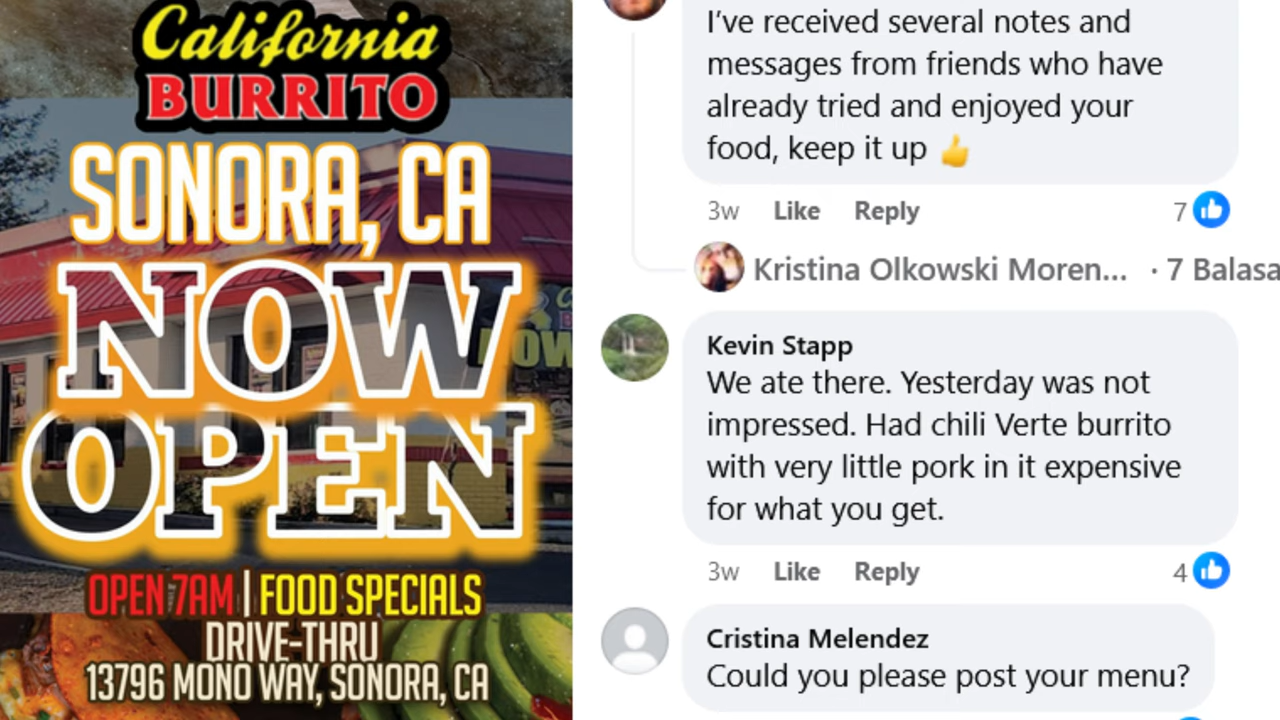 California
BURRITO
SONORA, CA
NOW
OPEN
OPEN 7AM | FOOD SPECIALS
DRIVE-THRU
13796 MONO WAY, SONORA, CA
I've received several notes and
messages from friends who have
already tried and enjoyed your
food, keep it up 👍
3w Like Reply 7
Kristina Olkowski Moren... · 7 Balasa
Kevin Stapp
We ate there. Yesterday was not
impressed. Had chili Verte burrito
with very little pork in it expensive
for what you get.
3w Like Reply 4
Cristina Melendez
Could you please post your menu?